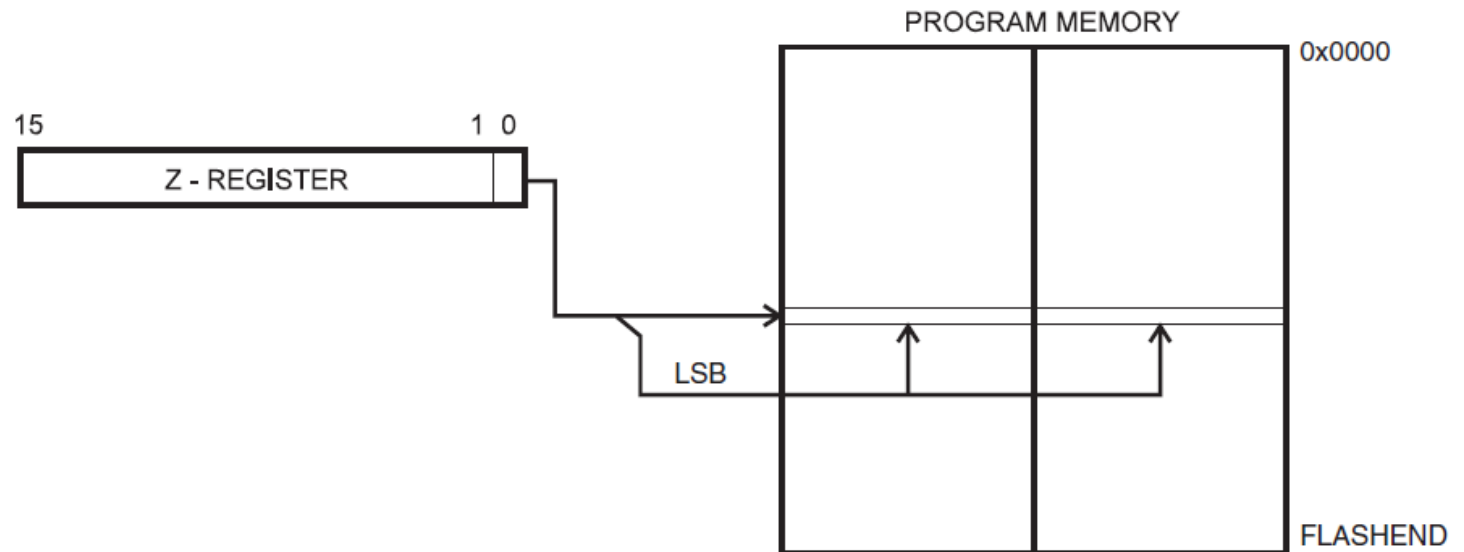 PROGRAM MEMORY
0x0000
15 1 0
Z - REGISTER
LSB
FLASHEND